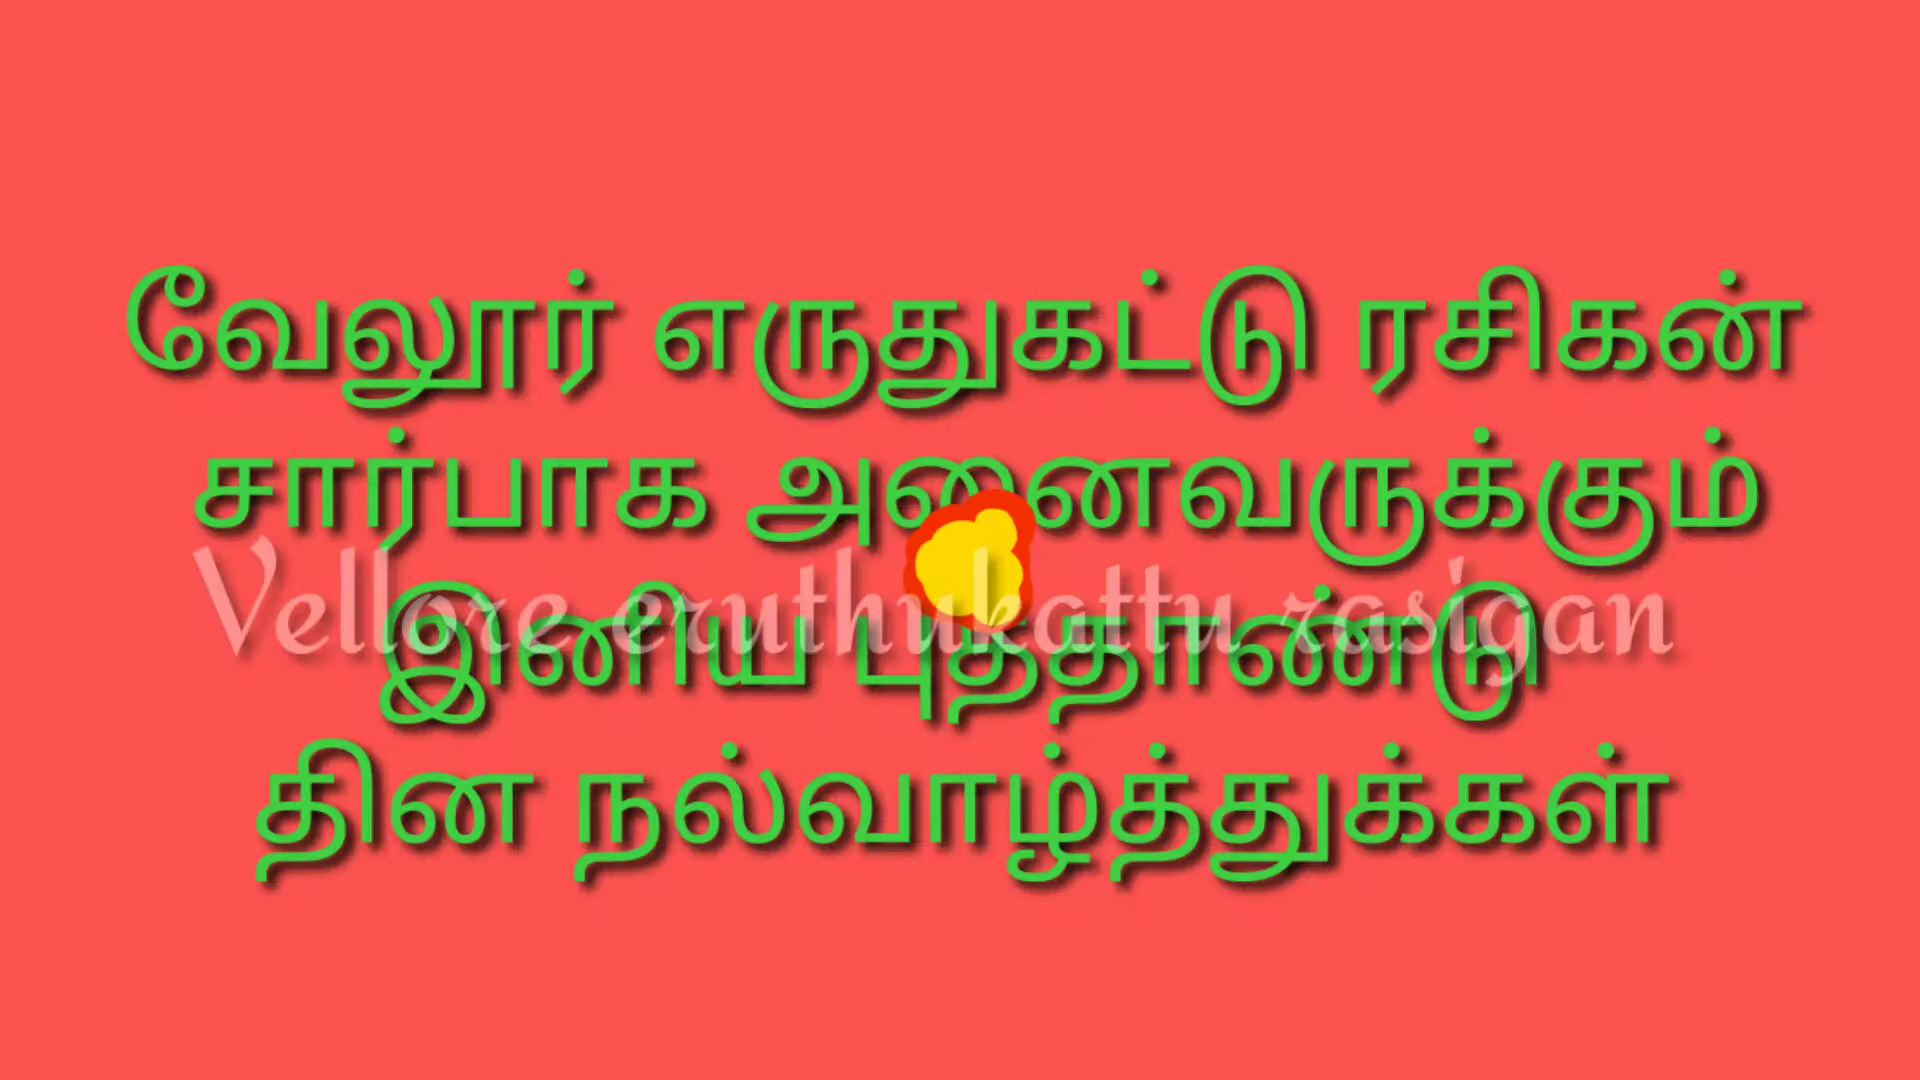 வேலூர் எருதுகட்டு ரசிகன்
சார்பாக அனைவருக்கும்
Vellore eruthukattu rasigan
இனிய புத்தாண்டு
தின நல்வாழ்த்துக்கள்